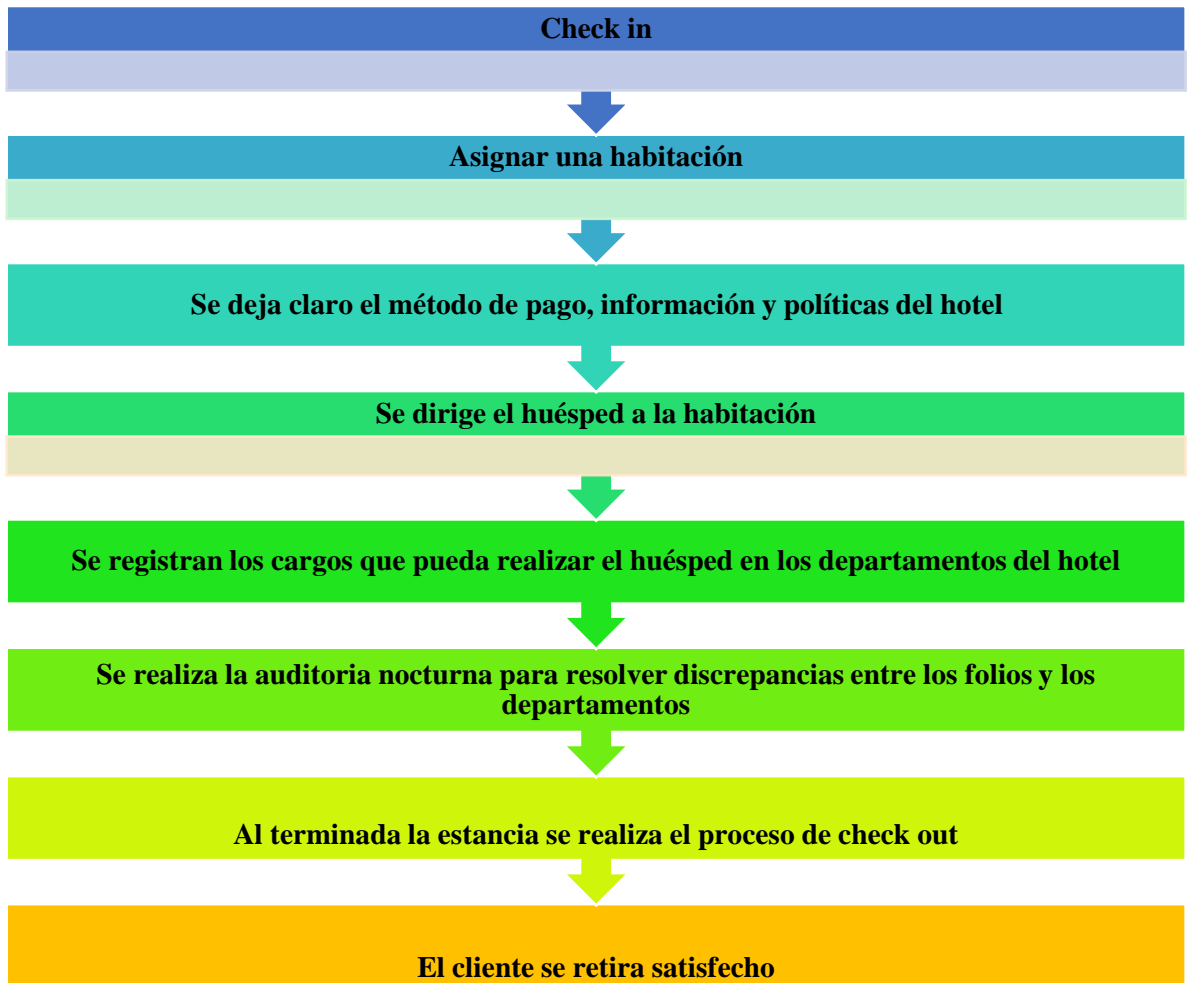 Check in
Asignar una habitación
Se deja claro el método de pago, información y políticas del hotel
Se dirige el huésped a la habitación
Se registran los cargos que pueda realizar el huésped en los departamentos del hotel
Se realiza la auditoria nocturna para resolver discrepancias entre los folios y los
departamentos
Al terminada la estancia se realiza el proceso de check out
El cliente se retira satisfecho